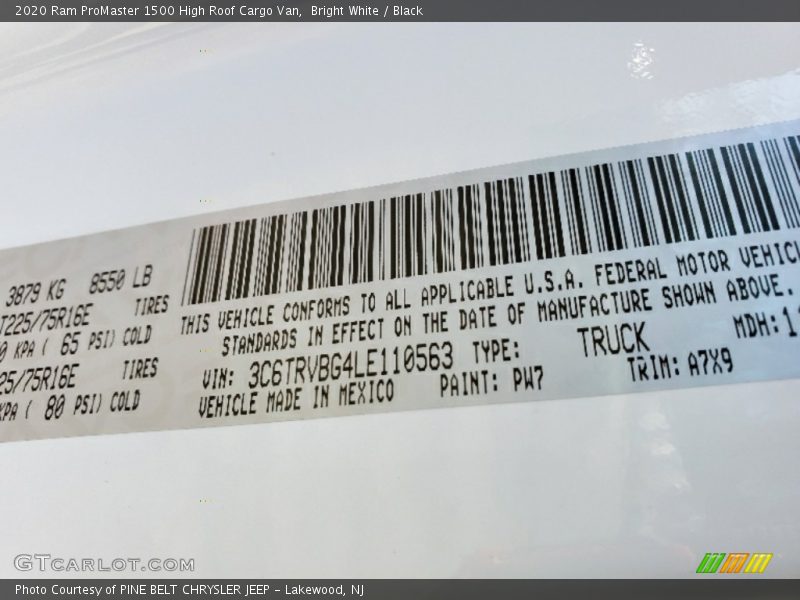 2020 Ram ProMaster 1500 High Roof Cargo Van,  Bright White / Black
3879 KG 8550 LB
T225/75R16E TIRES
0 KPA ( 65 PSI) COLD
25/75R16E TIRES
KPA ( 80 PSI) COLD
THIS VEHICLE CONFORMS TO ALL APPLICABLE U.S.A. FEDERAL MOTOR VEHICL
STANDARDS IN EFFECT ON THE DATE OF MANUFACTURE SHOWN ABOVE.
VIN: 3C6TRVBG4LE110563 TYPE: TRUCK MDH:1
VEHICLE MADE IN MEXICO PAINT: PW7 TRIM: A7X9
GTCARLOT.COM
Photo Courtesy of PINE BELT CHRYSLER JEEP - Lakewood, NJ